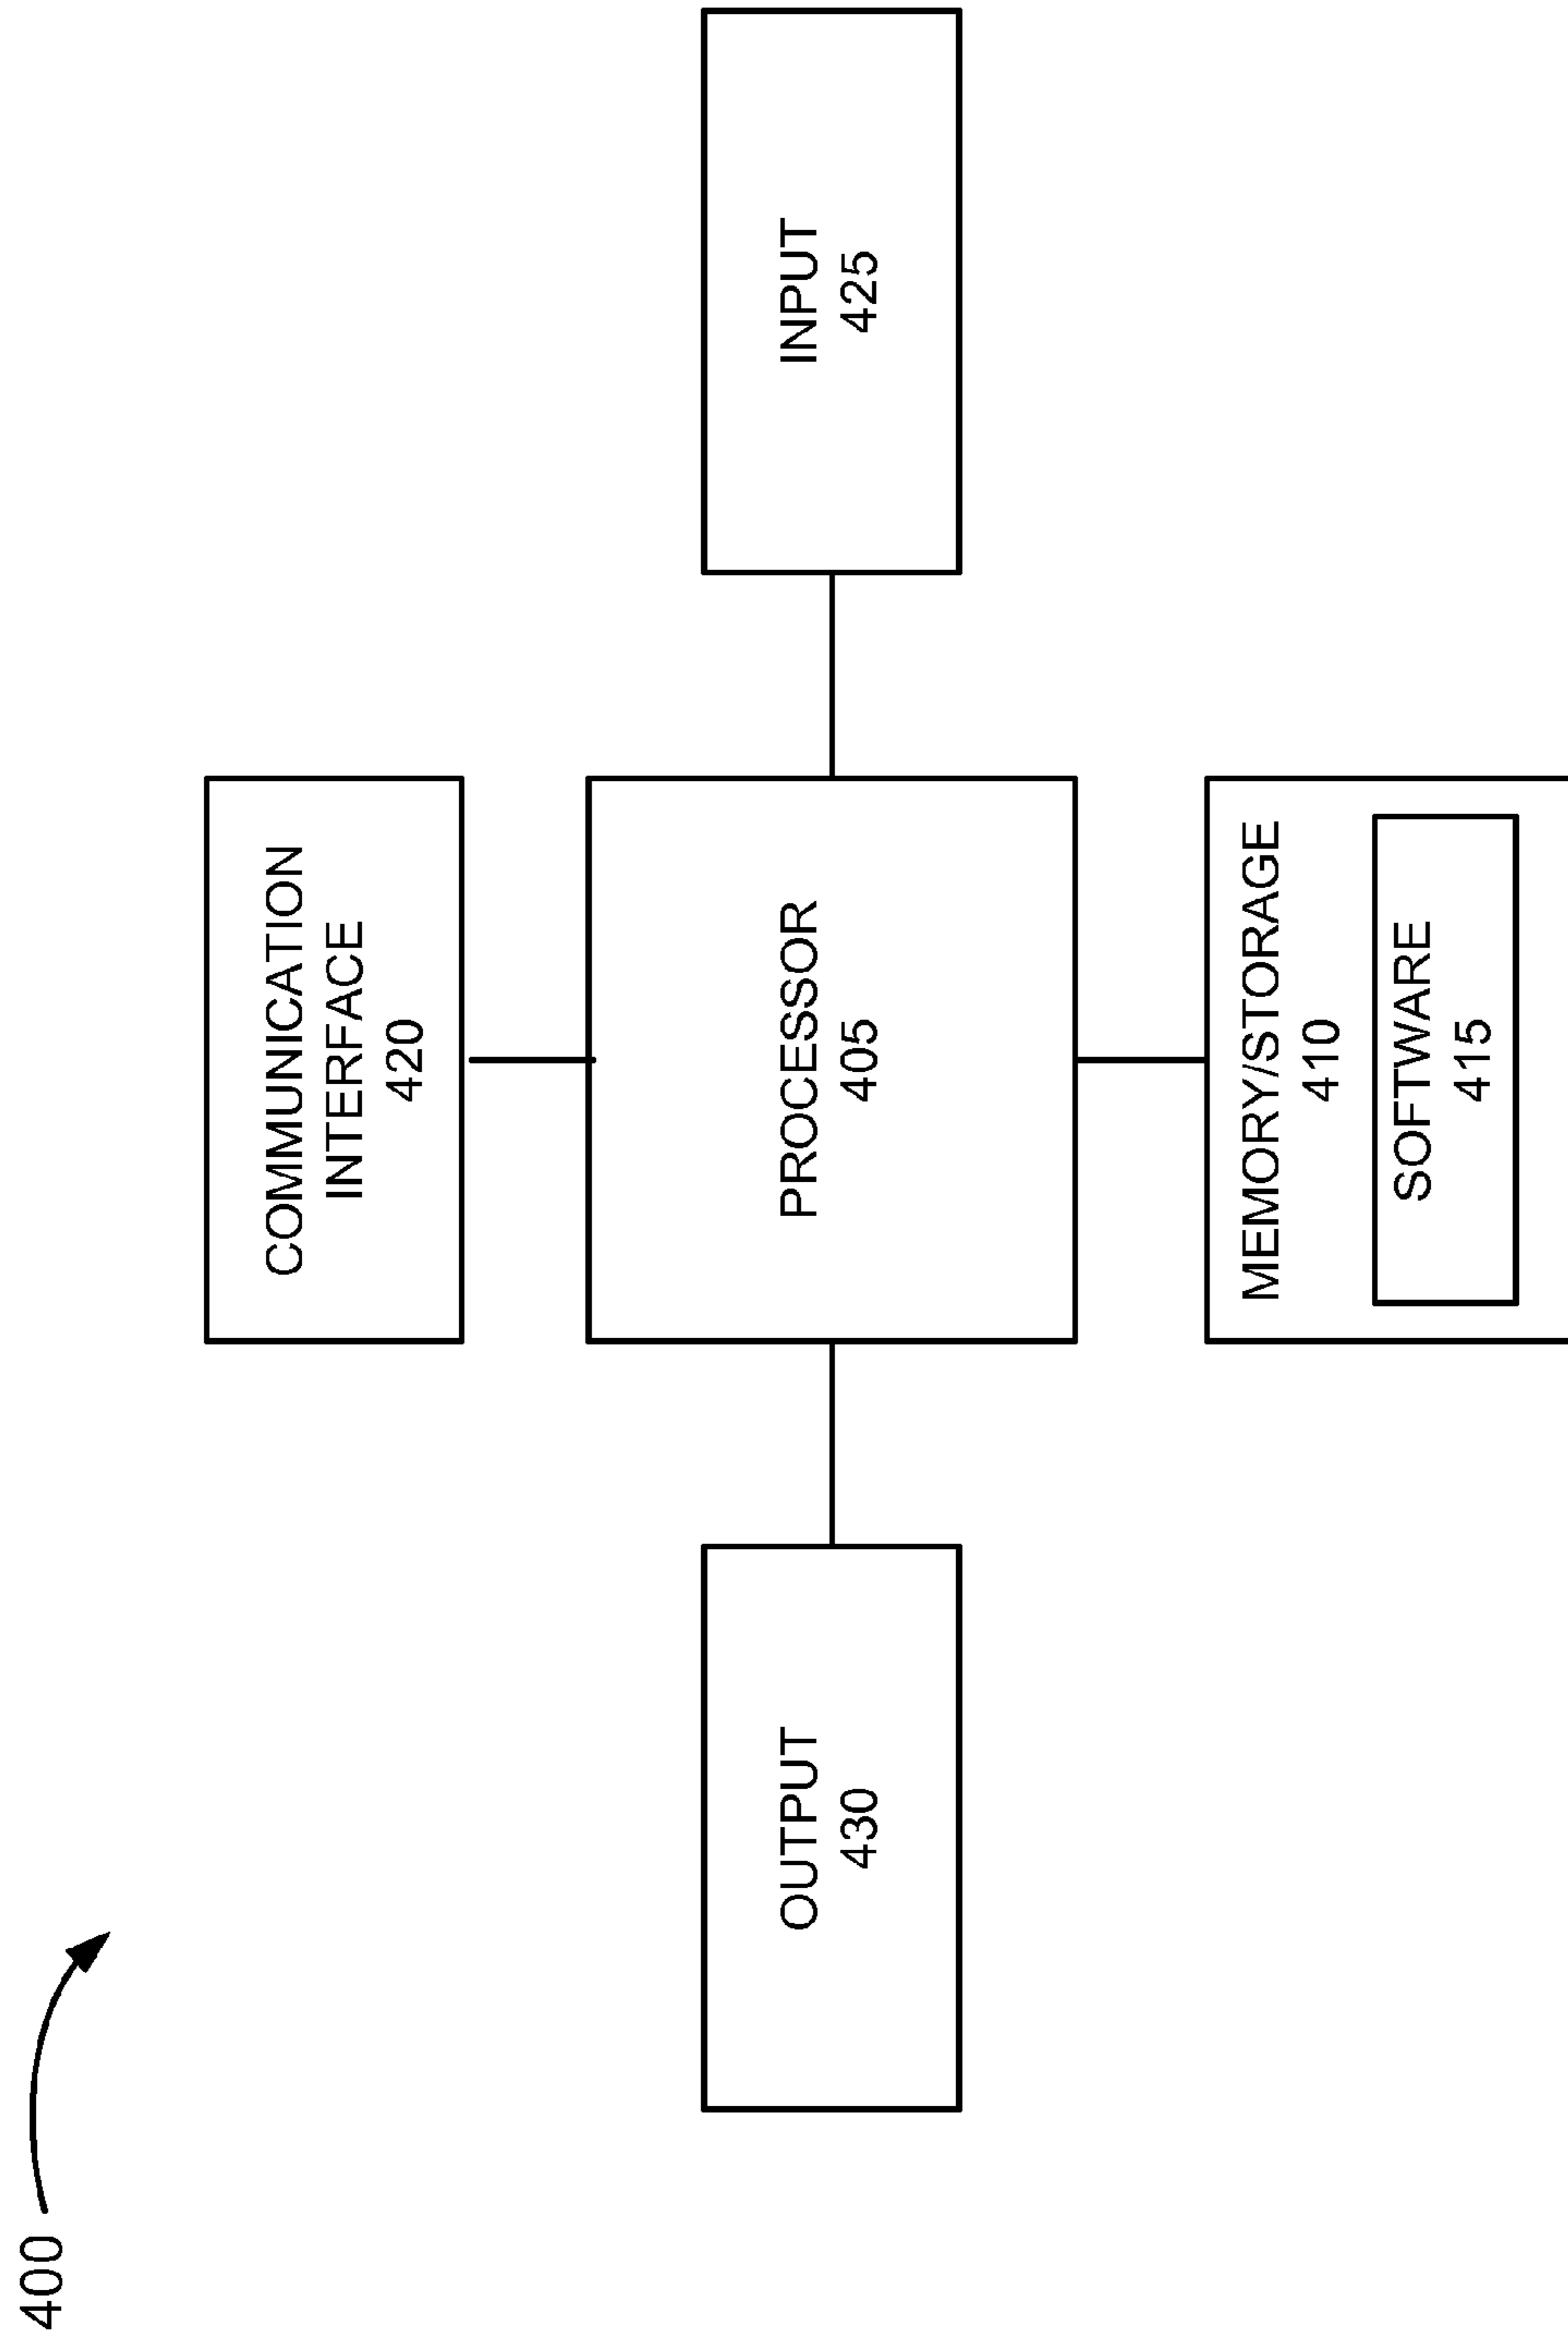 400
COMMUNICATION
INTERFACE
420
OUTPUT
430
PROCESSOR
405
INPUT
425
MEMORY/STORAGE
410
SOFTWARE
415